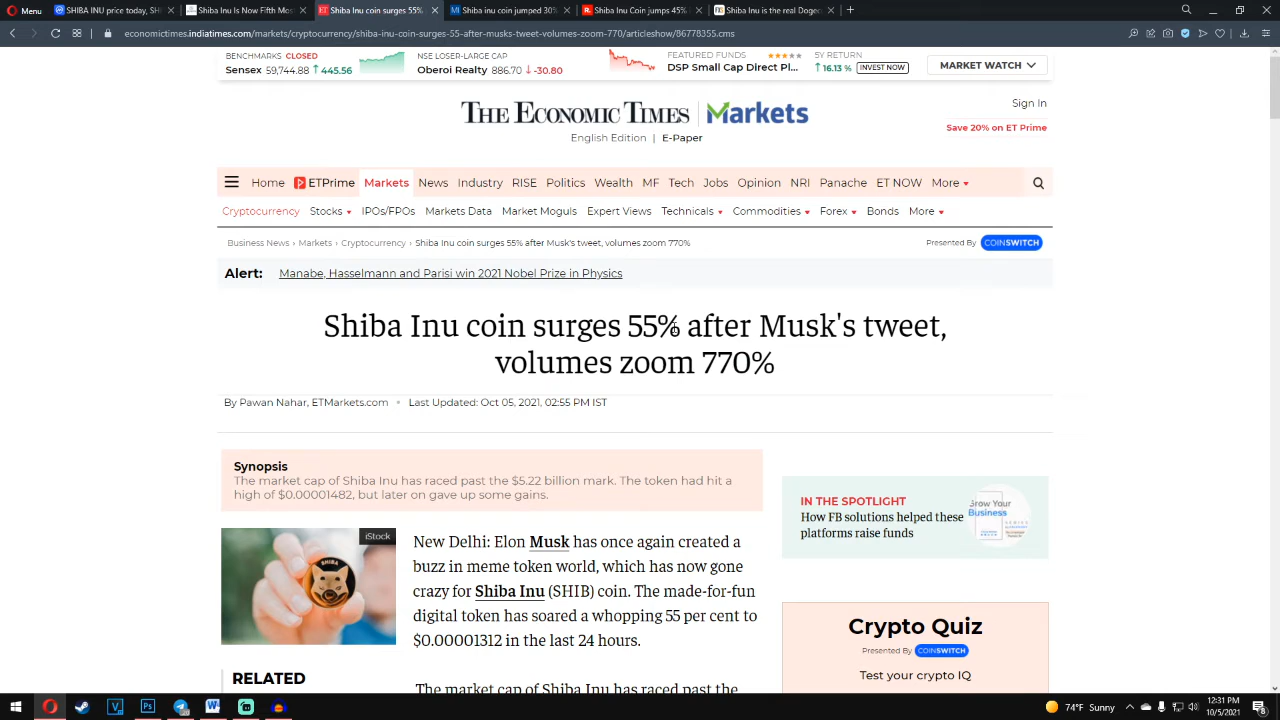 Menu
SHIBA INU price today, SH
Shiba Inu Is Now Fifth Mos
Shiba Inu coin surges 55%
Shiba inu coin jumped 30%
Shiba Inu Coin jumps 45%
Shiba Inu is the real Dogec
economictimes.indiatimes.com/markets/cryptocurrency/shiba-inu-coin-surges-55-after-musks-tweet-volumes-zoom-770/articleshow/86778355.cms
BENCHMARKS CLOSED
Sensex 59,744.88 ↑ 445.56
NSE LOSER-LARGE CAP
Oberoi Realty 886.70 ↓ -30.80
FEATURED FUNDS ★★★★★
DSP Small Cap Direct Pl...
5Y RETURN
↑ 16.13 % INVEST NOW
MARKET WATCH
THE ECONOMIC TIMES | Markets
English Edition | E-Paper
Sign In
Save 20% on ET Prime
Home ETPrime Markets News Industry RISE Politics Wealth MF Tech Jobs Opinion NRI Panache ET NOW More
Cryptocurrency Stocks IPOs/FPOs Markets Data Market Moguls Expert Views Technicals Commodities Forex Bonds More
Business News › Markets › Cryptocurrency › Shiba Inu coin surges 55% after Musk's tweet, volumes zoom 770%
Presented By COINSWITCH
Alert: Manabe, Hasselmann and Parisi win 2021 Nobel Prize in Physics
Shiba Inu coin surges 55% after Musk's tweet,
volumes zoom 770%
By Pawan Nahar, ETMarkets.com • Last Updated: Oct 05, 2021, 02:55 PM IST
Synopsis
The market cap of Shiba Inu has raced past the $5.22 billion mark. The token had hit a
high of $0.00001482, but later on gave up some gains.
iStock
SHIBA
New Delhi: Elon Musk has once again created a
buzz in meme token world, which has now gone
crazy for Shiba Inu (SHIB) coin. The made-for-fun
digital token has soared a whopping 55 per cent to
$0.00001312 in the last 24 hours.
RELATED
The market cap of Shiba Inu has raced past the
IN THE SPOTLIGHT
How FB solutions helped these
platforms raise funds
Grow Your
Business
Crypto Quiz
Presented By COINSWITCH
Test your crypto IQ
74°F Sunny
12:31 PM
10/5/2021